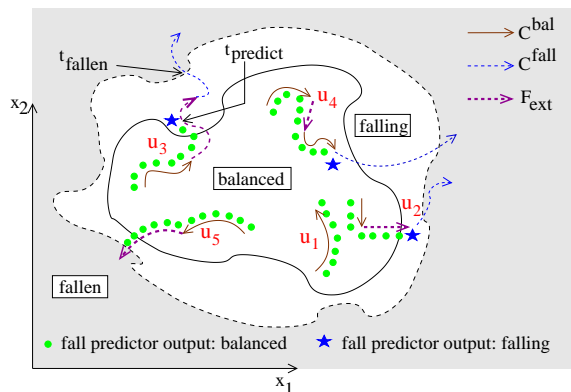 t_predict
C^bal
t_fallen
C^fall
x_2
u_4
F_ext
falling
u_3
balanced
u_2
u_1
u_5
fallen
fall predictor output: balanced
fall predictor output: falling
x_1